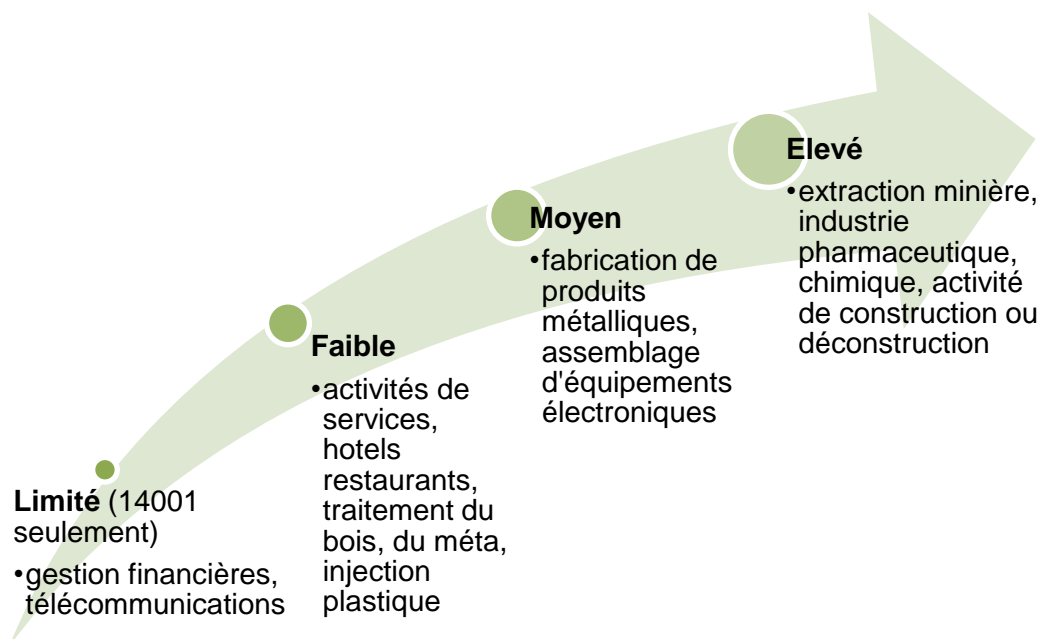 Limité (14001
seulement)
•gestion financières,
télécommunications
Faible
•activités de
services,
hotels
restaurants,
traitement du
bois, du méta,
injection
plastique
Moyen
•fabrication de
produits
métalliques,
assemblage
d'équipements
électroniques
Elevé
•extraction minière,
industrie
pharmaceutique,
chimique, activité
de construction ou
déconstruction